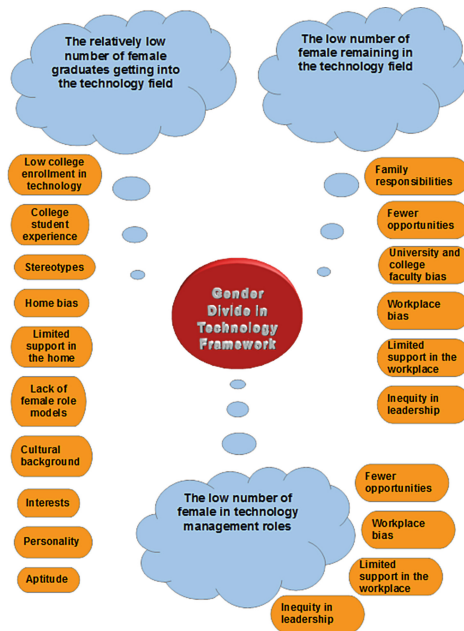 The relatively low
number of female
graduates getting into
the technology field
The low number of
female remaining in
the technology field
Low college
enrollment in
technology
College
student
experience
Stereotypes
Home bias
Limited
support in
the home
Lack of
female role
models
Cultural
background
Interests
Personality
Aptitude
Gender
Divide in
Technology
Framework
Family
responsibilities
Fewer
opportunities
University and
college
faculty bias
Workplace
bias
Limited
support in the
workplace
Inequity in
leadership
The low number of
female in technology
management roles
Fewer
opportunities
Workplace
bias
Limited
support in the
workplace
Inequity in
leadership